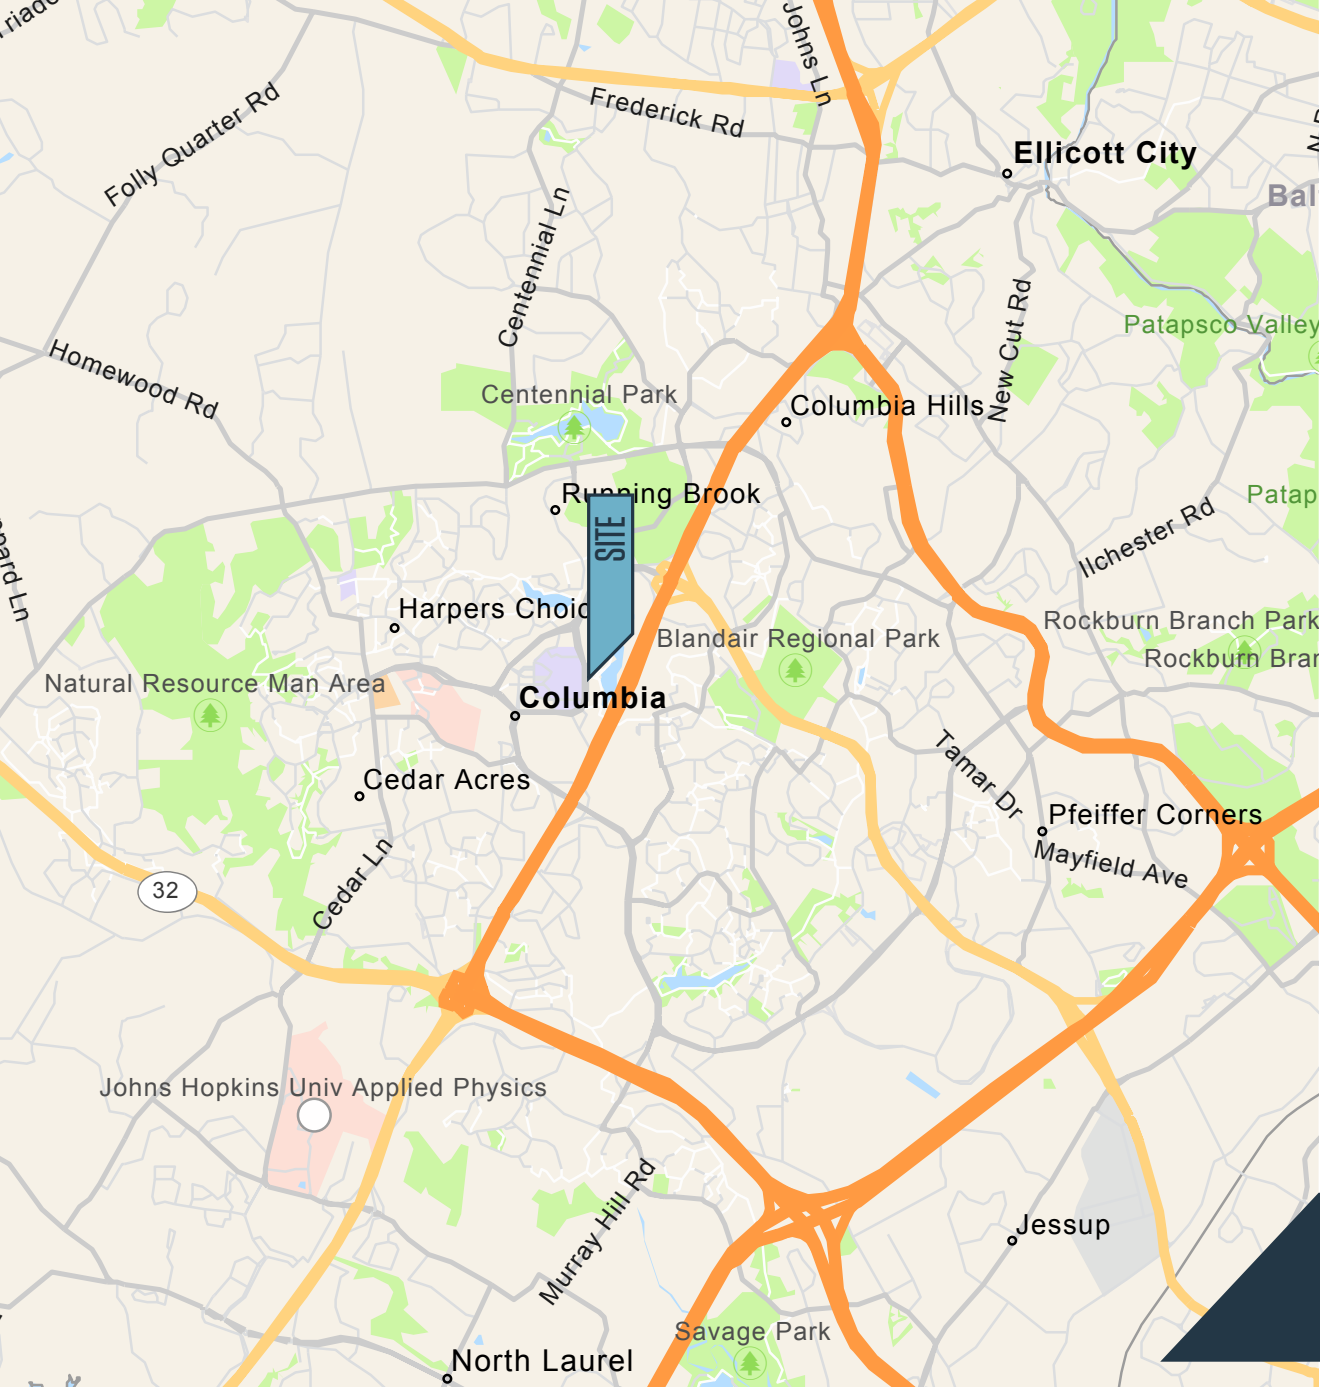 Johns Ln
Folly Quarter Rd
Frederick Rd
Ellicott City
Bal
Centennial Ln
New Cut Rd
Patapsco Valley
Homewood Rd
Centennial Park
Columbia Hills
Running Brook
Patap
SITE
Ilchester Rd
Harpers Choic
Rockburn Branch Park
Blandair Regional Park
Rockburn Bran
Natural Resource Man Area
Columbia
Tamar Dr
Cedar Acres
Pfeiffer Corners
Mayfield Ave
Cedar Ln
32
Johns Hopkins Univ Applied Physics
Murray Hill Rd
Jessup
Savage Park
North Laurel